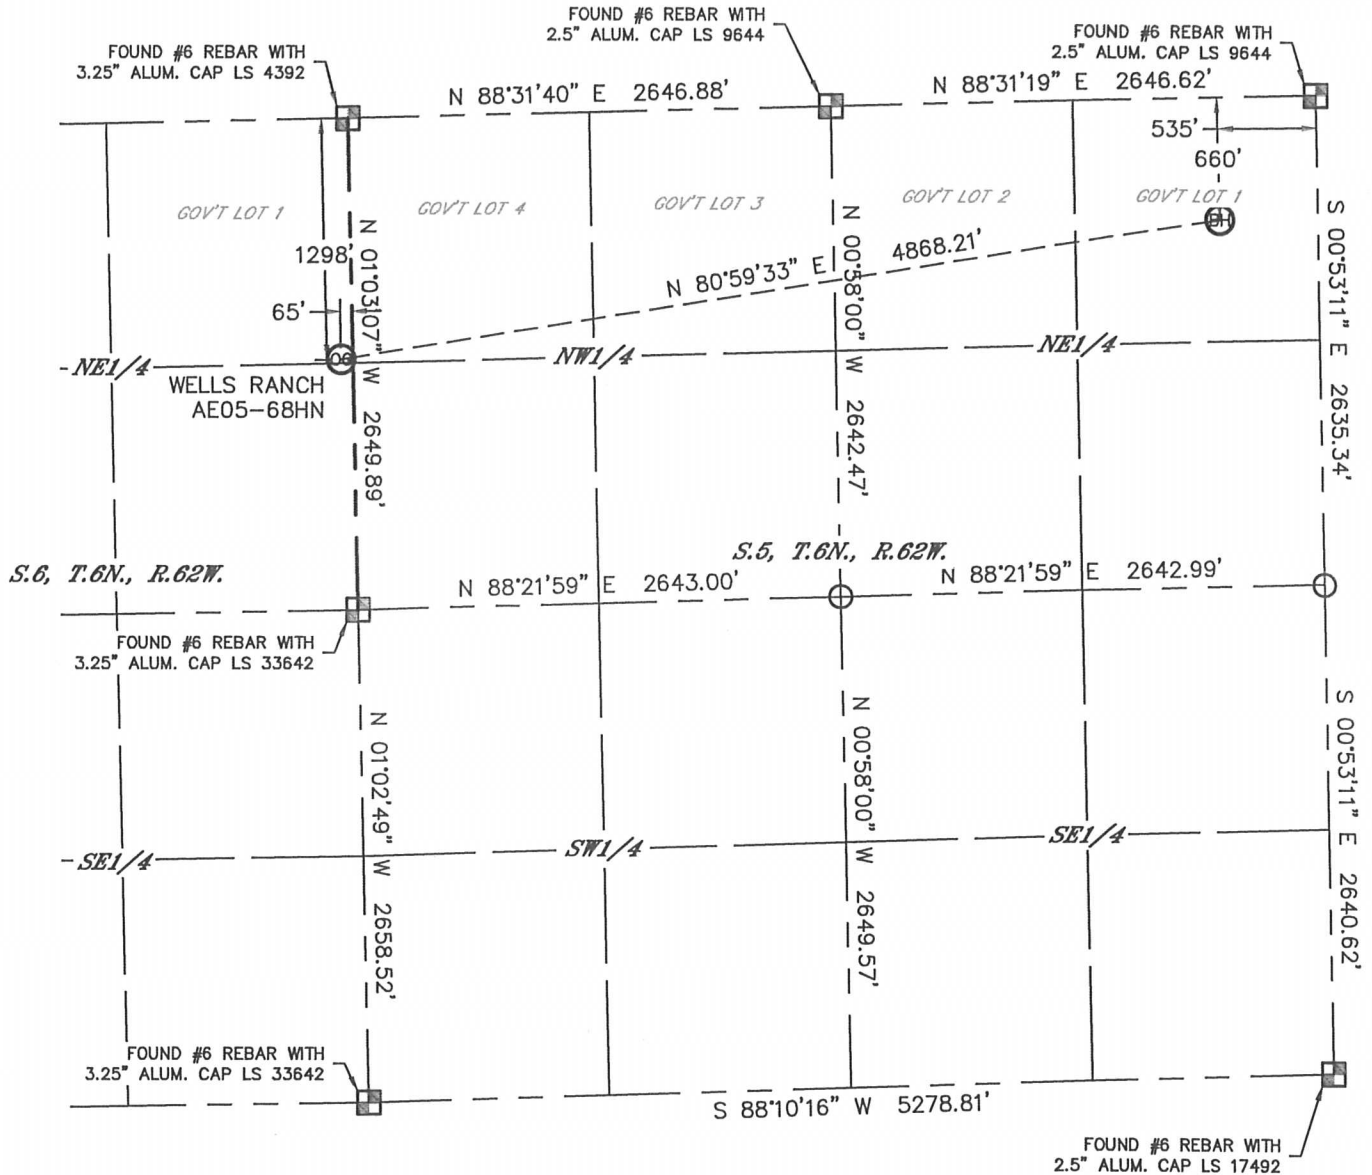 FOUND #6 REBAR WITH
2.5" ALUM. CAP LS 9644
FOUND #6 REBAR WITH
3.25" ALUM. CAP LS 4392
FOUND #6 REBAR WITH
2.5" ALUM. CAP LS 9644
N 88°31'40" E 2646.88'
N 88°31'19" E 2646.62'
535'
660'
GOV'T LOT 1
GOV'T LOT 4
GOV'T LOT 3
GOV'T LOT 2
GOV'T LOT 1
BH
1298'
N 01°03'07" W 2649.89'
N 00°58'00" W 2642.47'
S 00°53'11" E 2635.34'
N 80°59'33" E 4868.21'
65'
06
NE1/4
NW1/4
NE1/4
WELLS RANCH
AE05-68HN
S.6, T.6N., R.62W.
S.5, T.6N., R.62W.
N 88°21'59" E 2643.00'
N 88°21'59" E 2642.99'
FOUND #6 REBAR WITH
3.25" ALUM. CAP LS 33642
N 01°02'49" W 2658.52'
N 00°58'00" W 2649.57'
S 00°53'11" E 2640.62'
SE1/4
SW1/4
SE1/4
FOUND #6 REBAR WITH
3.25" ALUM. CAP LS 33642
S 88°10'16" W 5278.81'
FOUND #6 REBAR WITH
2.5" ALUM. CAP LS 17492